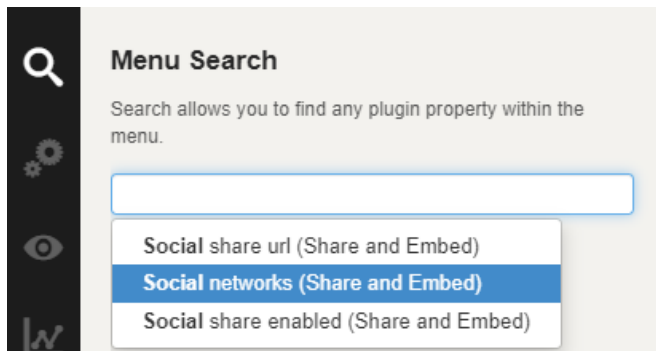 Menu Search
Search allows you to find any plugin property within the
menu.
Social share url (Share and Embed)
Social networks (Share and Embed)
Social share enabled (Share and Embed)